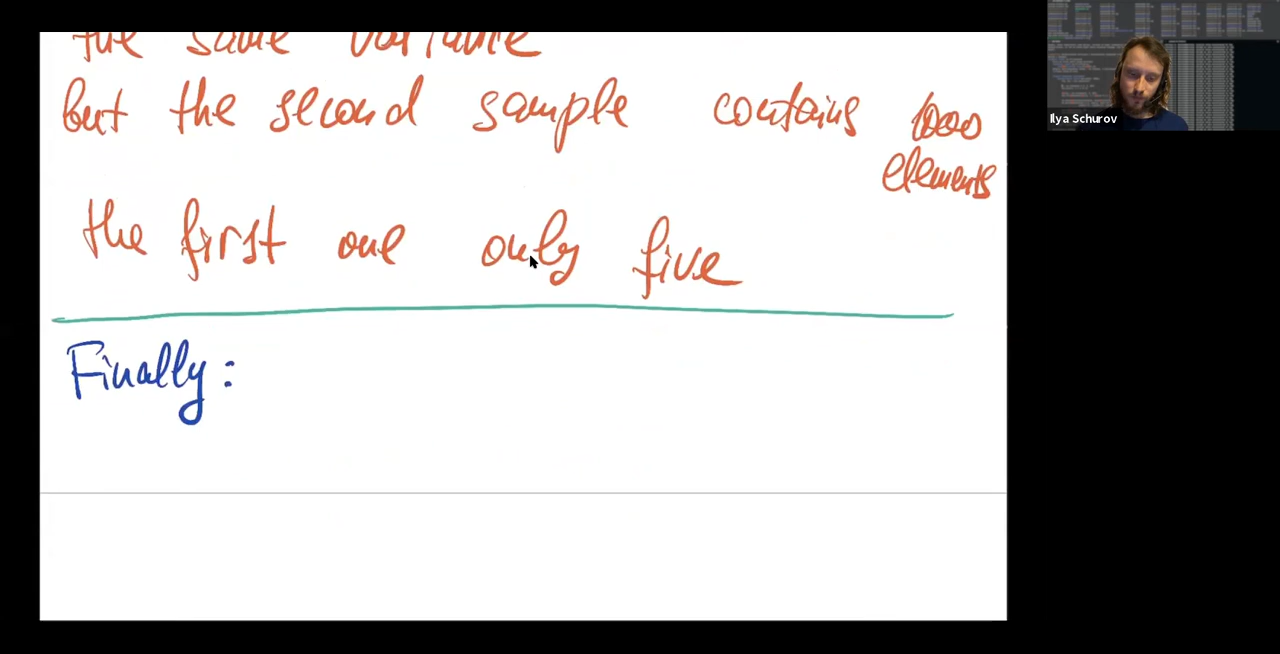 the same variance
but the second sample contains 1000
elements
the first one only five
Finally:
Ilya Schurov